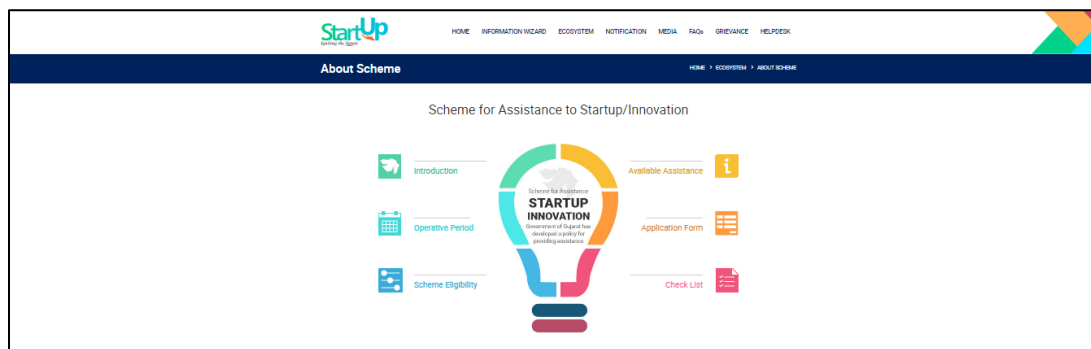 StartUp
Igniting the future
HOME INFORMATION WIZARD ECOSYSTEM NOTIFICATION MEDIA FAQs GRIEVANCE HELPDESK
About Scheme
HOME > ECOSYSTEM > ABOUT SCHEME
Scheme for Assistance to Startup/Innovation
Introduction
Operative Period
Scheme Eligibility
Scheme for Assistance
STARTUP
INNOVATION
Government of Gujarat has
developed a policy for
providing assistance
Available Assistance
Application Form
Check List